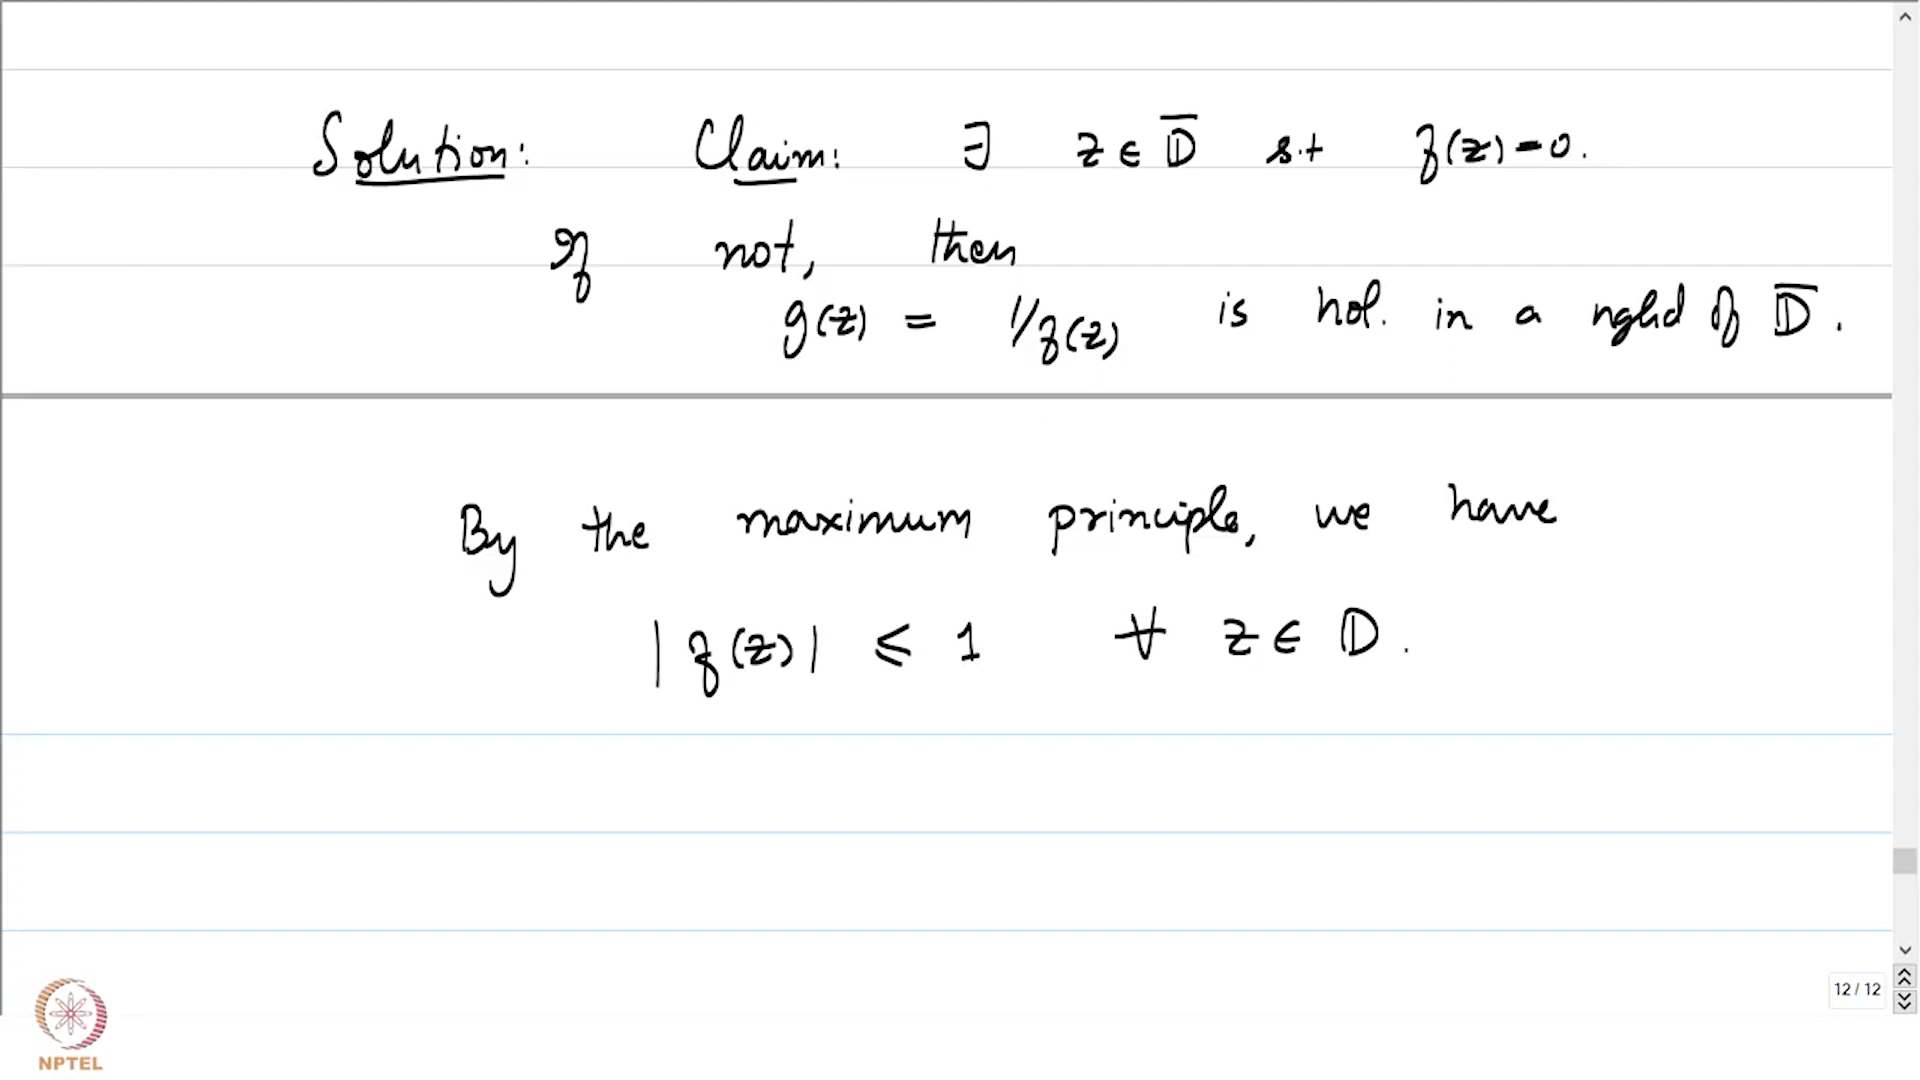 Solution: Claim: ∃ z ∈ 𝔻̅ s.t f(z) = 0.
If not, then
g(z) = 1/f(z) is hol. in a nghd of 𝔻̅.
By the maximum principle, we have
|f(z)| ⩽ 1 ∀ z ∈ 𝔻.
12 / 12
NPTEL